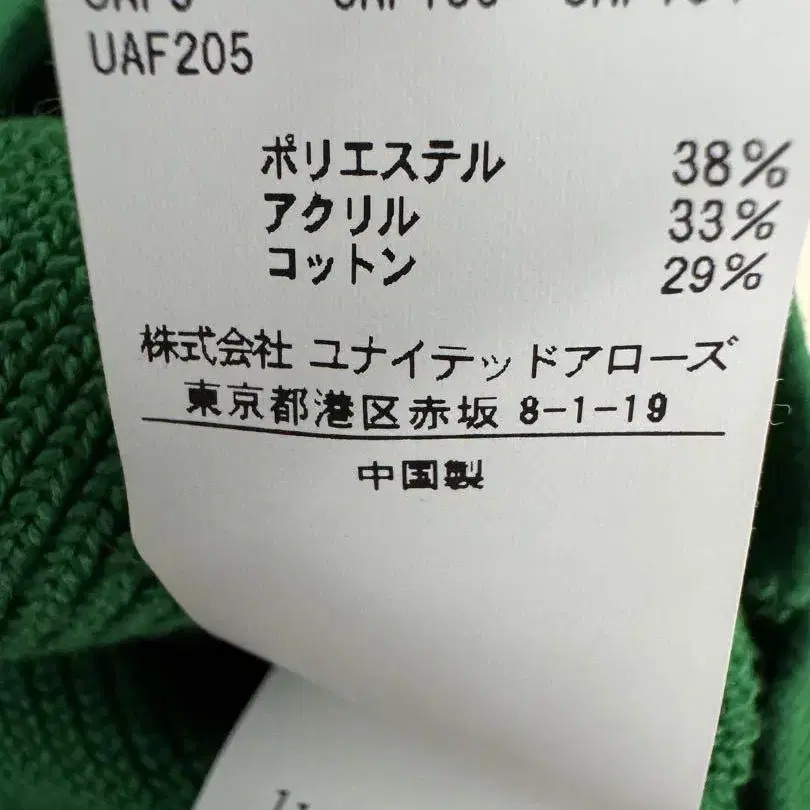 UAF205
ポリエステル 38%
アクリル 33%
コットン 29%
株式会社 ユナイテッドアローズ
東京都港区赤坂 8-1-19
中国製